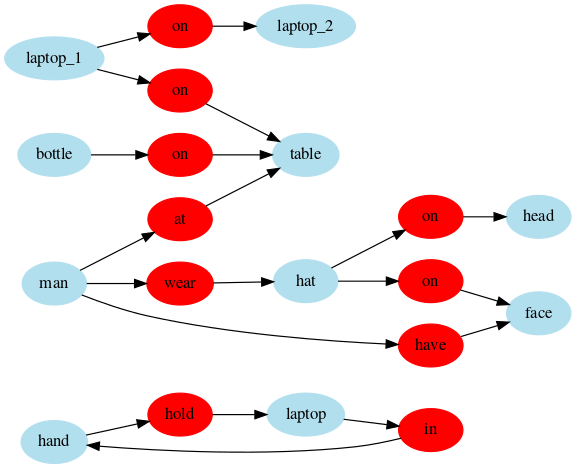 on
laptop_2
laptop_1
on
bottle
on
table
at
on
head
man
wear
hat
on
face
have
hold
laptop
in
hand